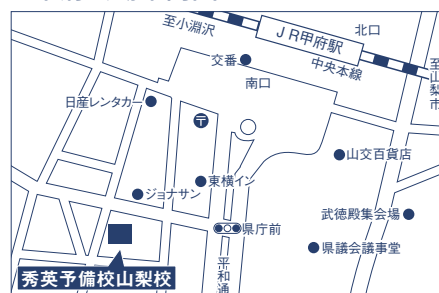 至小淵沢
JR甲府駅
北口
中央本線
至山梨市
交番
南口
日産レンタカー
〒
山交百貨店
東横イン
ジョナサン
武徳殿集会場
県庁前
県議会議事堂
平和通
秀英予備校山梨校